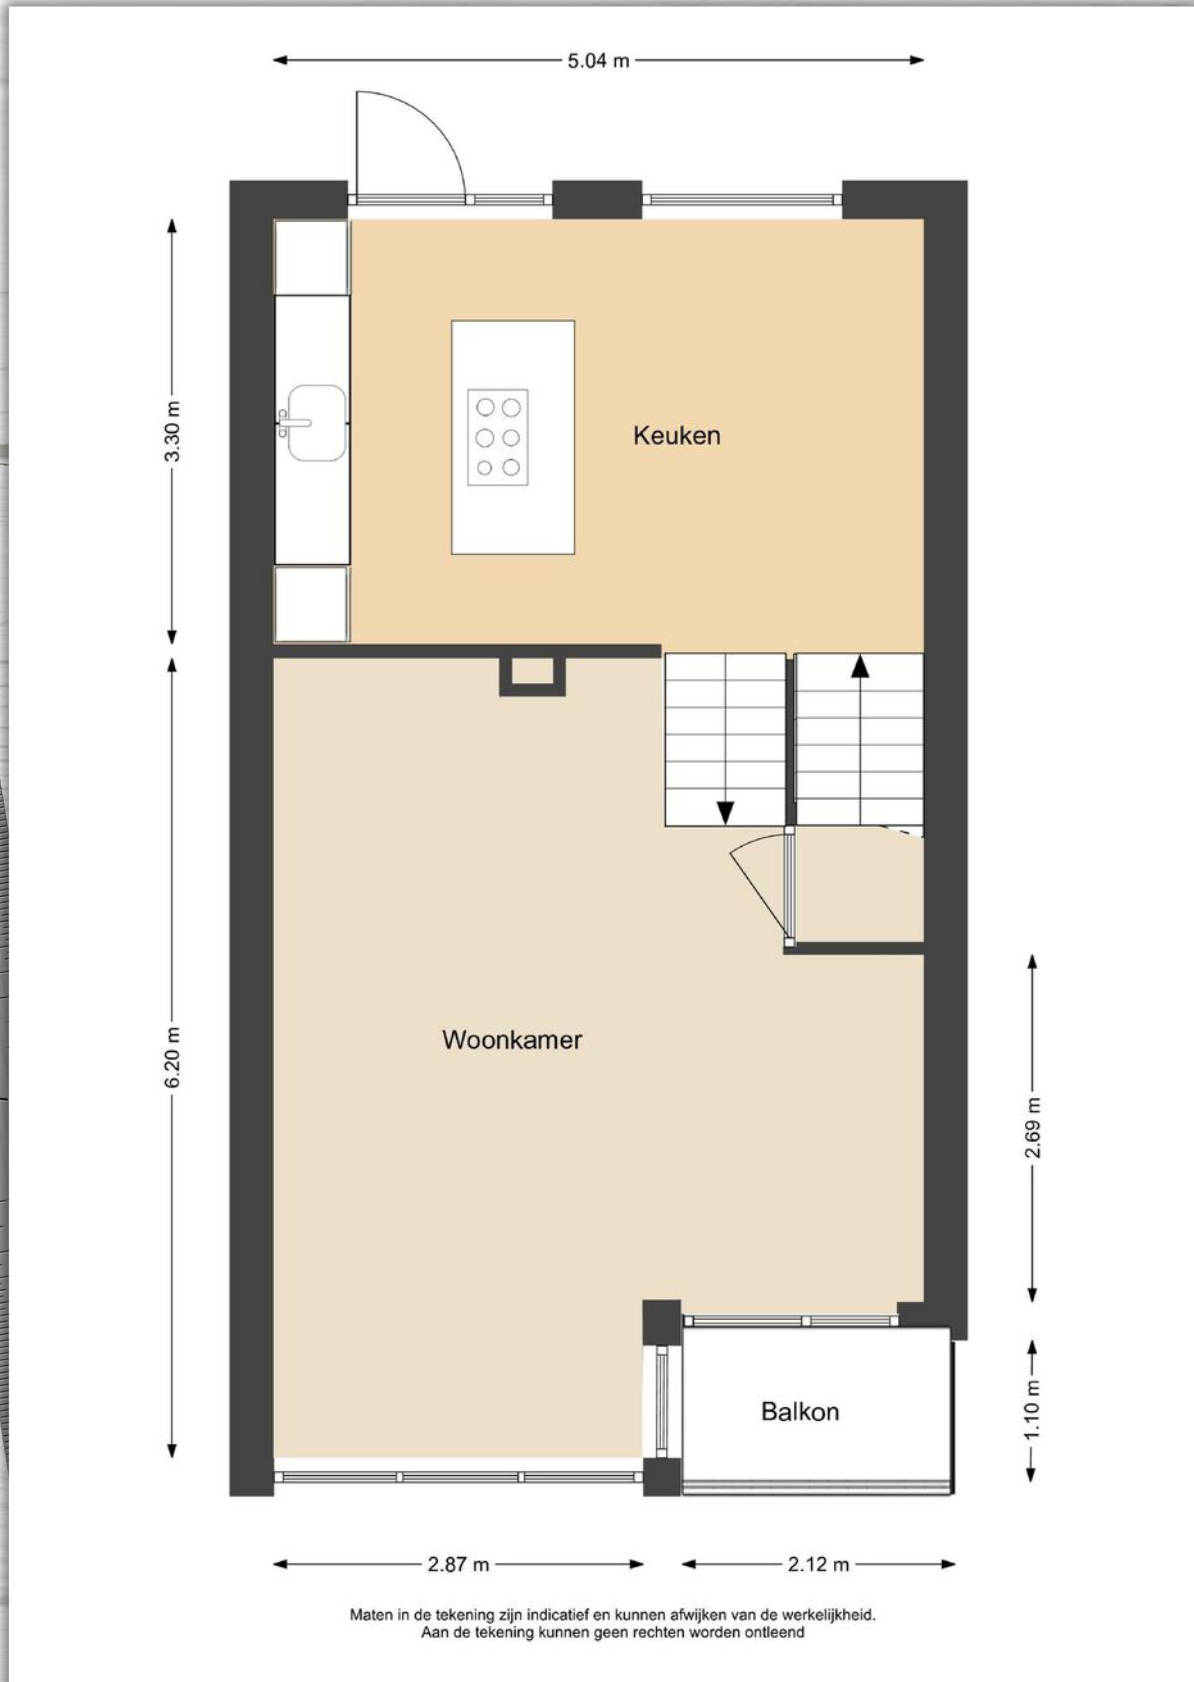 5.04 m
3.30 m
Keuken
6.20 m
Woonkamer
2.69 m
Balkon
1.10 m
2.87 m
2.12 m
Maten in de tekening zijn indicatief en kunnen afwijken van de werkelijkheid.
Aan de tekening kunnen geen rechten worden ontleend